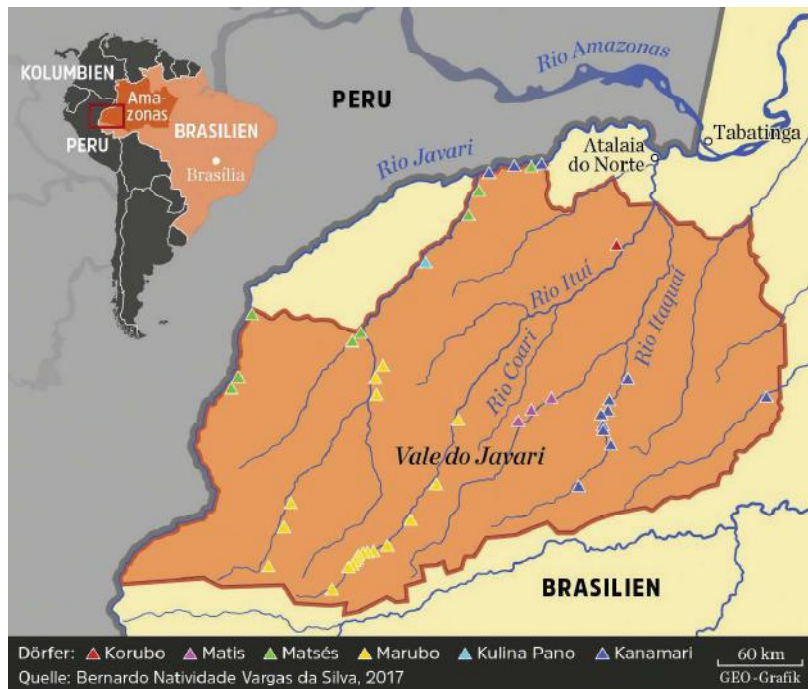 KOLUMBIEN
Ama-
zonas
BRASILIEN
PERU
Brasília
PERU
Rio Amazonas
Rio Javari
Atalaia
do Norte
Tabatinga
Rio Ituí
Rio Coari
Rio Itaquaí
Vale do Javari
BRASILIEN
Dörfer: Korubo Matis Matsés Marubo Kulina Pano Kanamari
60 km
Quelle: Bernardo Natividade Vargas da Silva, 2017
GEO-Grafik